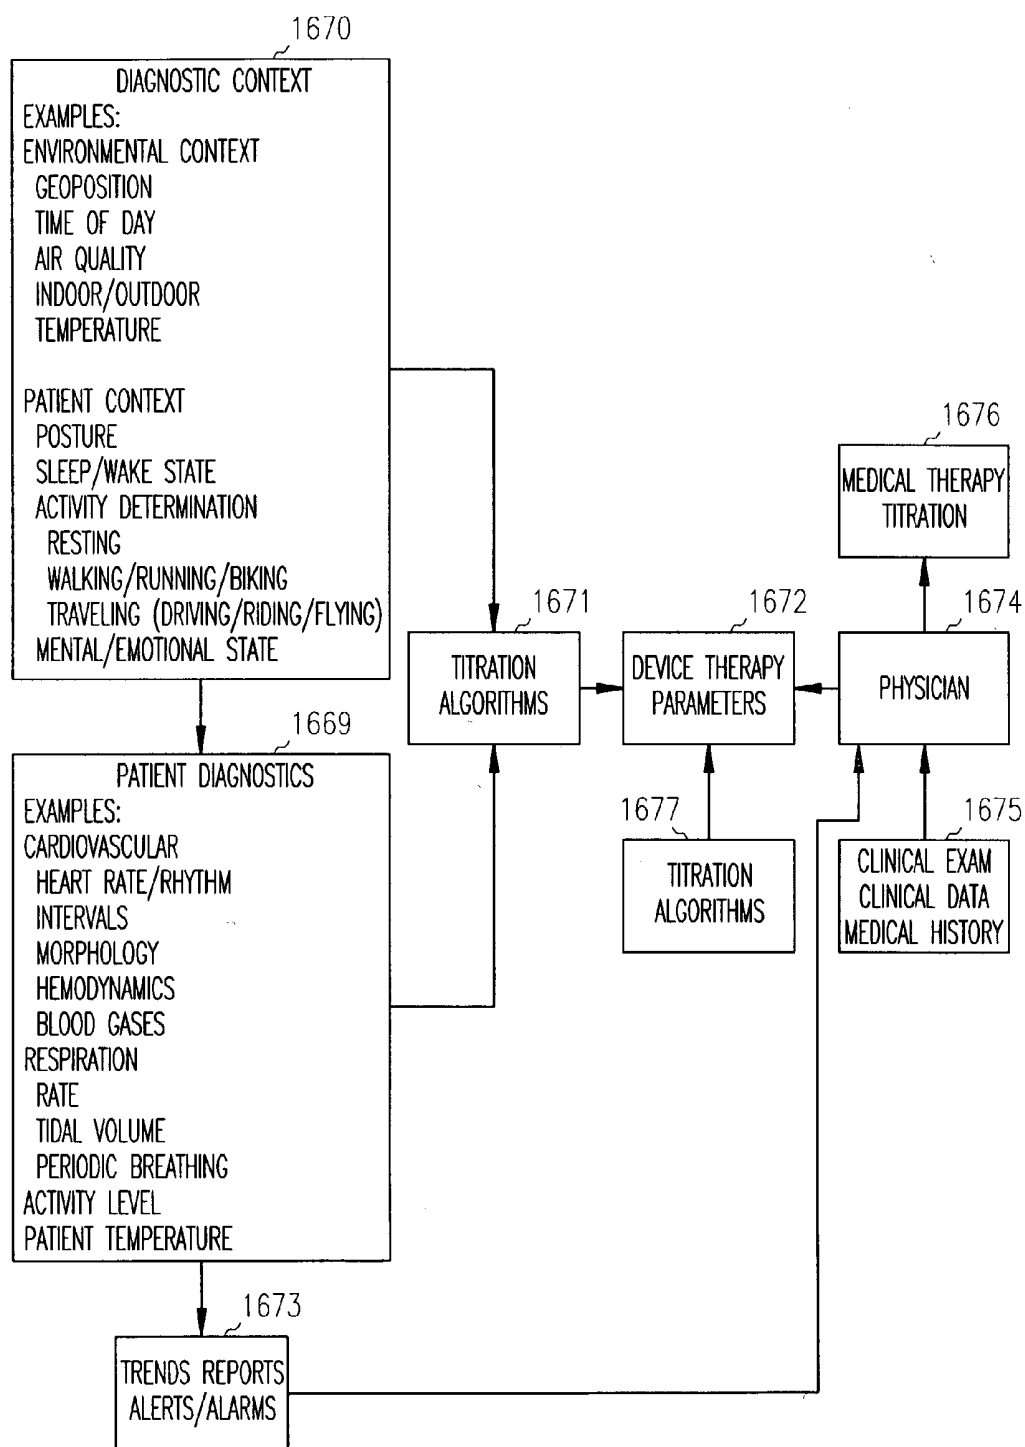 1670
DIAGNOSTIC CONTEXT
EXAMPLES:
ENVIRONMENTAL CONTEXT
GEOPOSITION
TIME OF DAY
AIR QUALITY
INDOOR/OUTDOOR
TEMPERATURE
PATIENT CONTEXT
POSTURE
SLEEP/WAKE STATE
ACTIVITY DETERMINATION
RESTING
WALKING/RUNNING/BIKING
TRAVELING (DRIVING/RIDING/FLYING)
MENTAL/EMOTIONAL STATE
1669
PATIENT DIAGNOSTICS
EXAMPLES:
CARDIOVASCULAR
HEART RATE/RHYTHM
INTERVALS
MORPHOLOGY
HEMODYNAMICS
BLOOD GASES
RESPIRATION
RATE
TIDAL VOLUME
PERIODIC BREATHING
ACTIVITY LEVEL
PATIENT TEMPERATURE
1673
TRENDS REPORTS
ALERTS/ALARMS
1671
TITRATION
ALGORITHMS
1672
DEVICE THERAPY
PARAMETERS
1677
TITRATION
ALGORITHMS
1676
MEDICAL THERAPY
TITRATION
1674
PHYSICIAN
1675
CLINICAL EXAM
CLINICAL DATA
MEDICAL HISTORY